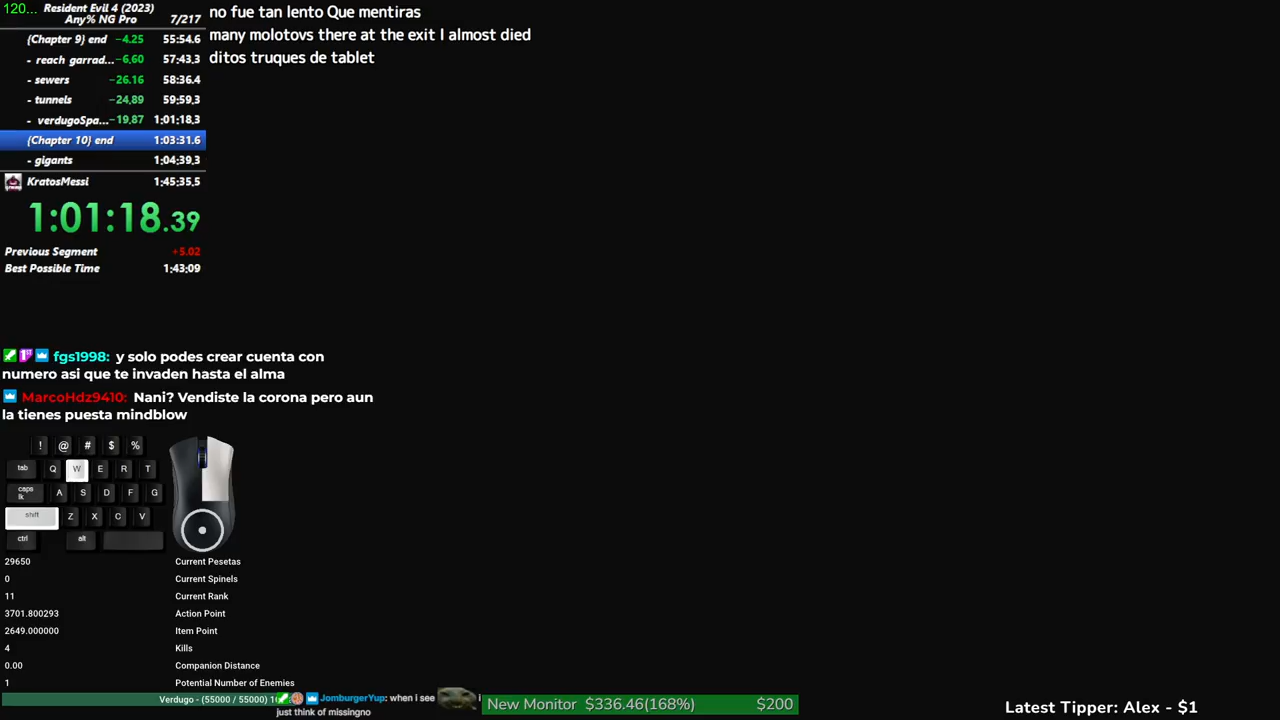 120...
Resident Evil 4 (2023)
Any% NG Pro 7/217
no fue tan lento Que mentiras
many molotovs there at the exit I almost died
ditos truques de tablet
{Chapter 9} end -4.25 55:54.6
- reach garrad... -6.60 57:43.3
- sewers -26.16 58:36.4
- tunnels -24.89 59:59.3
- verdugoSpa... -19.87 1:01:18.3
{Chapter 10} end 1:03:31.6
- gigants 1:04:39.3
KratosMessi 1:45:35.5
1:01:18.39
Previous Segment +5.02
Best Possible Time 1:43:09
fgs1998: y solo podes crear cuenta con
numero asi que te invaden hasta el alma
MarcoHdz9410: Nani? Vendiste la corona pero aun
la tienes puesta mindblow
! @ # $ %
tab Q W E R T
caps lk A S D F G
shift Z X C V
ctrl alt
29650 Current Pesetas
0 Current Spinels
11 Current Rank
3701.800293 Action Point
2649.000000 Item Point
4 Kills
0.00 Companion Distance
1 Potential Number of Enemies
Verdugo - (55000 / 55000)
JomburgerYup: when i see i
just think of missingno
New Monitor $336.46(168%) $200
Latest Tipper: Alex - $1